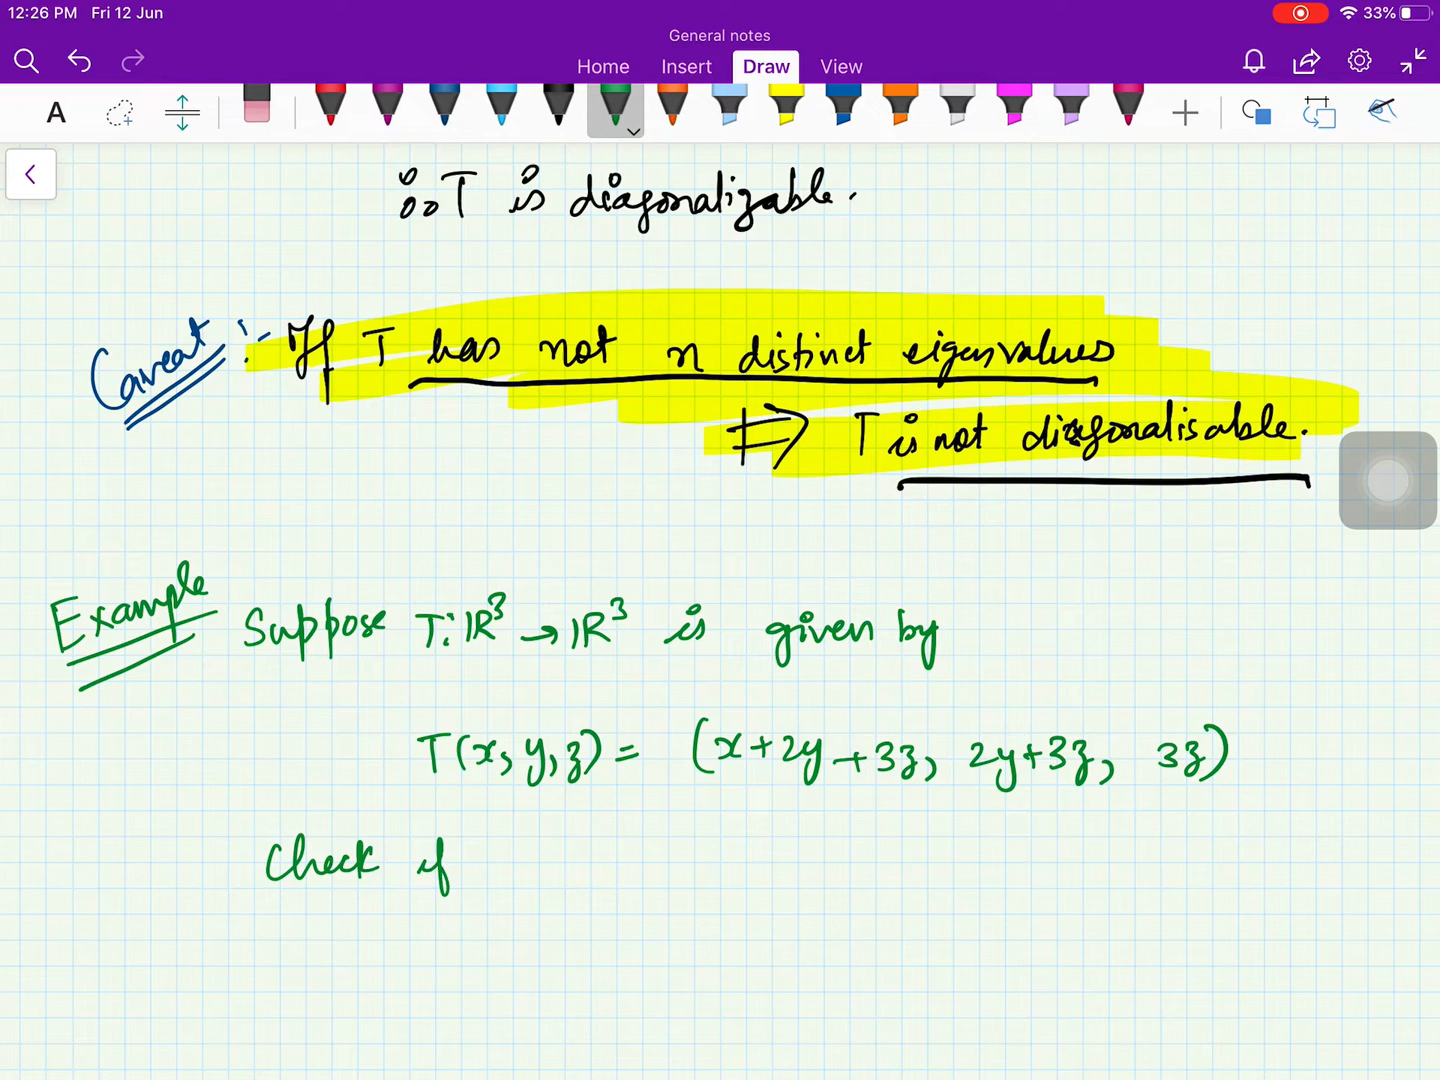 12:26 PM Fri 12 Jun
33%
General notes
Home Insert Draw View
A
∴ T is diagonalizable.
Caveat :- If T has not n distinct eigenvalues
⇏ T is not diagonalisable.
Example Suppose T: ℝ³ → ℝ³ is given by
T(x, y, z) = (x+2y+3z, 2y+3z, 3z)
Check if